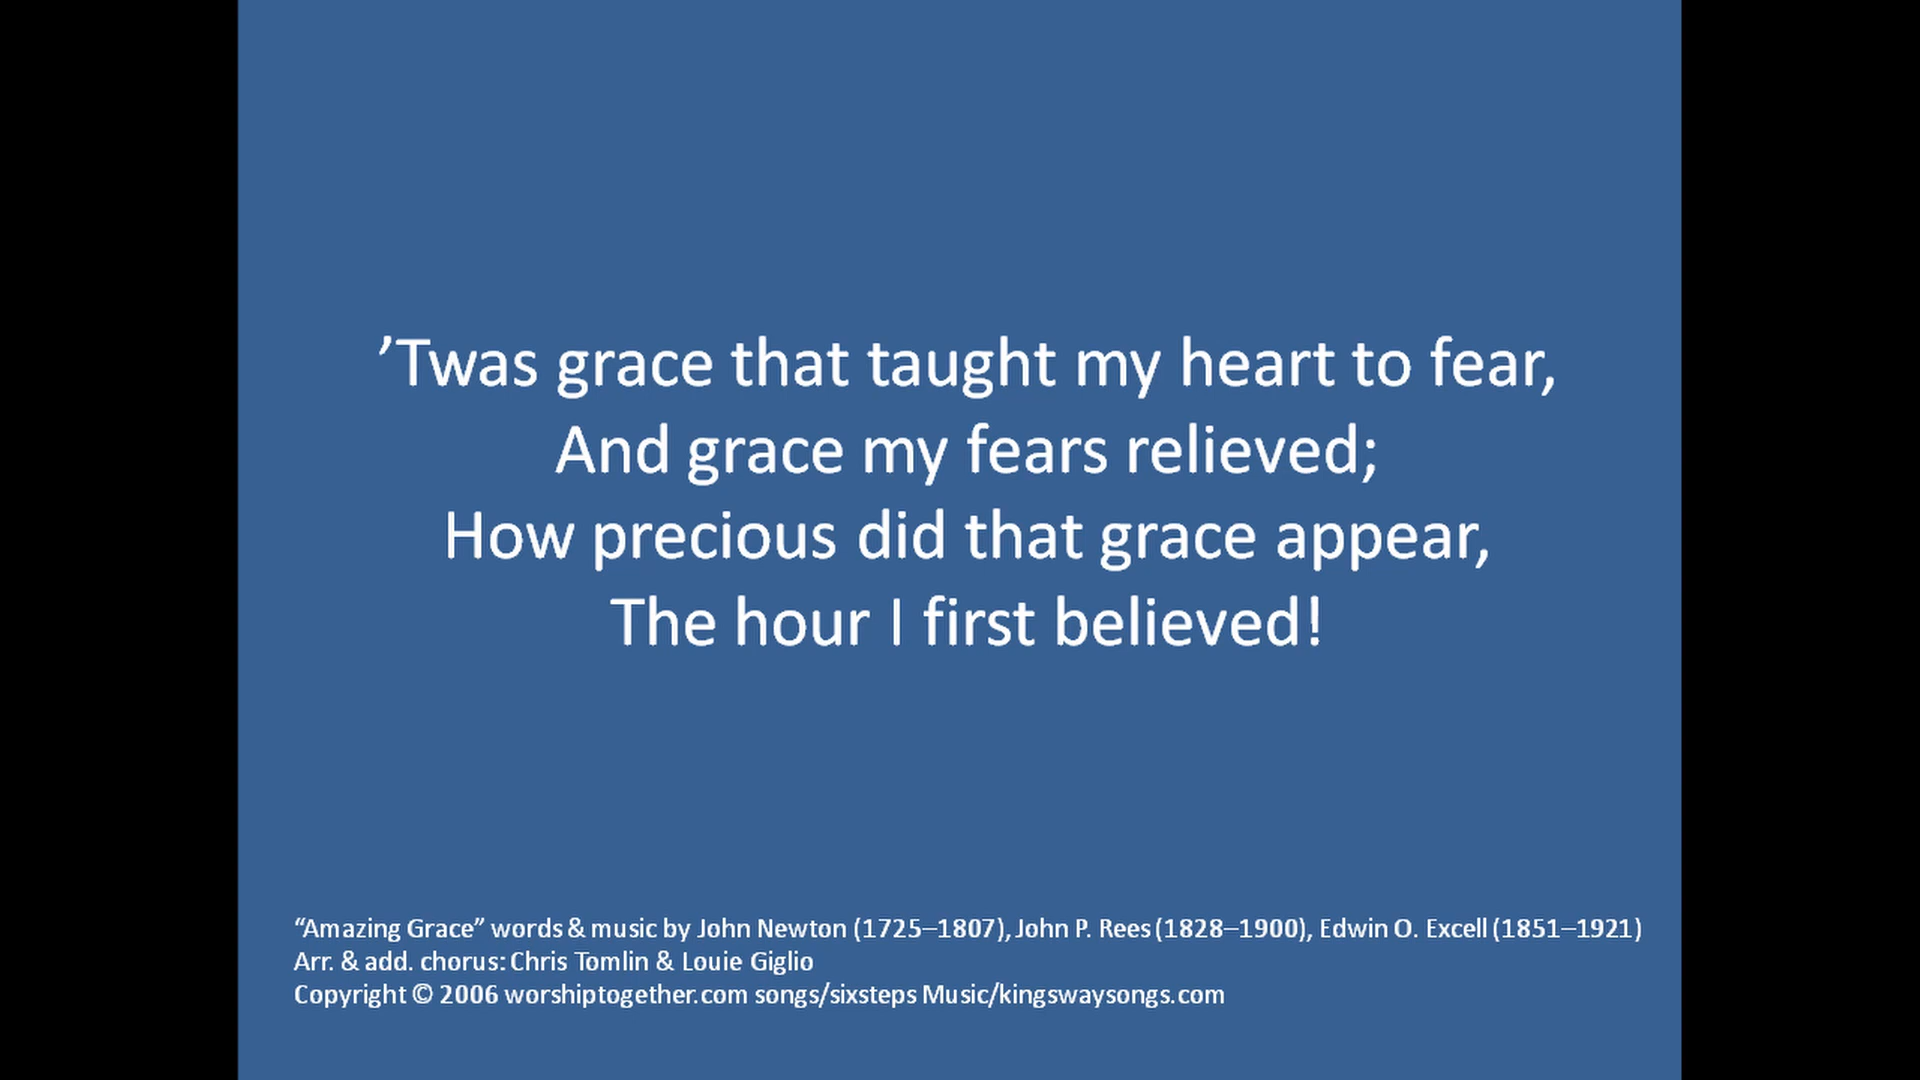 ’Twas grace that taught my heart to fear,
And grace my fears relieved;
How precious did that grace appear,
The hour I first believed!
“Amazing Grace” words & music by John Newton (1725–1807), John P. Rees (1828–1900), Edwin O. Excell (1851–1921)
Arr. & add. chorus: Chris Tomlin & Louie Giglio
Copyright © 2006 worshiptogether.com songs/sixsteps Music/kingswaysongs.com